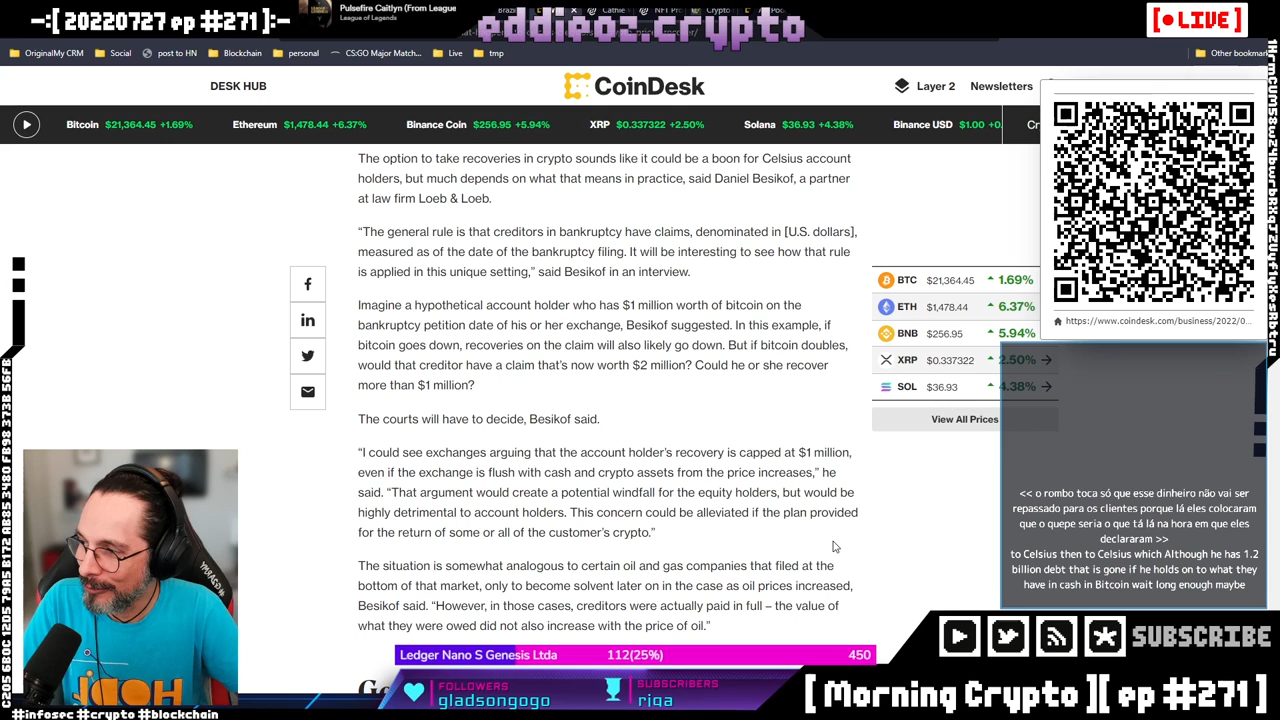 -:[ 20220727 ep #271 ]:-
Pulsefire Caitlyn (From League
League of Legends
Brazil
Cathie
NFT Pr
Crypto
eddieoz.crypto
[ • LIVE ]
OriginalMy CRM
Social
post to HN
Blockchain
personal
CS:GO Major Match...
Live
tmp
Other bookmar
DESK HUB
CoinDesk
Layer 2
Newsletters
Bitcoin $21,364.45 +1.69%
Ethereum $1,478.44 +6.37%
Binance Coin $256.95 +5.94%
XRP $0.337322 +2.50%
Solana $36.93 +4.38%
Binance USD $1.00 +0.
Cr
The option to take recoveries in crypto sounds like it could be a boon for Celsius account
holders, but much depends on what that means in practice, said Daniel Besikof, a partner
at law firm Loeb & Loeb.
“The general rule is that creditors in bankruptcy have claims, denominated in [U.S. dollars],
measured as of the date of the bankruptcy filing. It will be interesting to see how that rule
is applied in this unique setting,” said Besikof in an interview.
Imagine a hypothetical account holder who has $1 million worth of bitcoin on the
bankruptcy petition date of his or her exchange, Besikof suggested. In this example, if
bitcoin goes down, recoveries on the claim will also likely go down. But if bitcoin doubles,
would that creditor have a claim that’s now worth $2 million? Could he or she recover
more than $1 million?
The courts will have to decide, Besikof said.
“I could see exchanges arguing that the account holder’s recovery is capped at $1 million,
even if the exchange is flush with cash and crypto assets from the price increases,” he
said. “That argument would create a potential windfall for the equity holders, but would be
highly detrimental to account holders. This concern could be alleviated if the plan provided
for the return of some or all of the customer’s crypto.”
The situation is somewhat analogous to certain oil and gas companies that filed at the
bottom of that market, only to become solvent later on in the case as oil prices increased,
Besikof said. “However, in those cases, creditors were actually paid in full – the value of
what they were owed did not also increase with the price of oil.”
https://www.coindesk.com/business/2022/0...
BTC $21,364.45 1.69%
ETH $1,478.44 6.37%
BNB $256.95 5.94%
XRP $0.337322 2.50%
SOL $36.93 4.38%
View All Prices
<< o rombo toca só que esse dinheiro não vai ser
repassado para os clientes porque lá eles colocaram
que o quepe seria o que tá lá na hora em que eles
declararam >>
to Celsius then to Celsius which Although he has 1.2
billion debt that is gone if he holds on to what they
have in cash in Bitcoin wait long enough maybe
Ledger Nano S Genesis Ltda 112(25%) 450
FOLLOWERS
gladsongogo
SUBSCRIBERS
riga
SUBSCRIBE
[ Morning Crypto ][ ep #271 ]
#infosec #crypto #blockchain